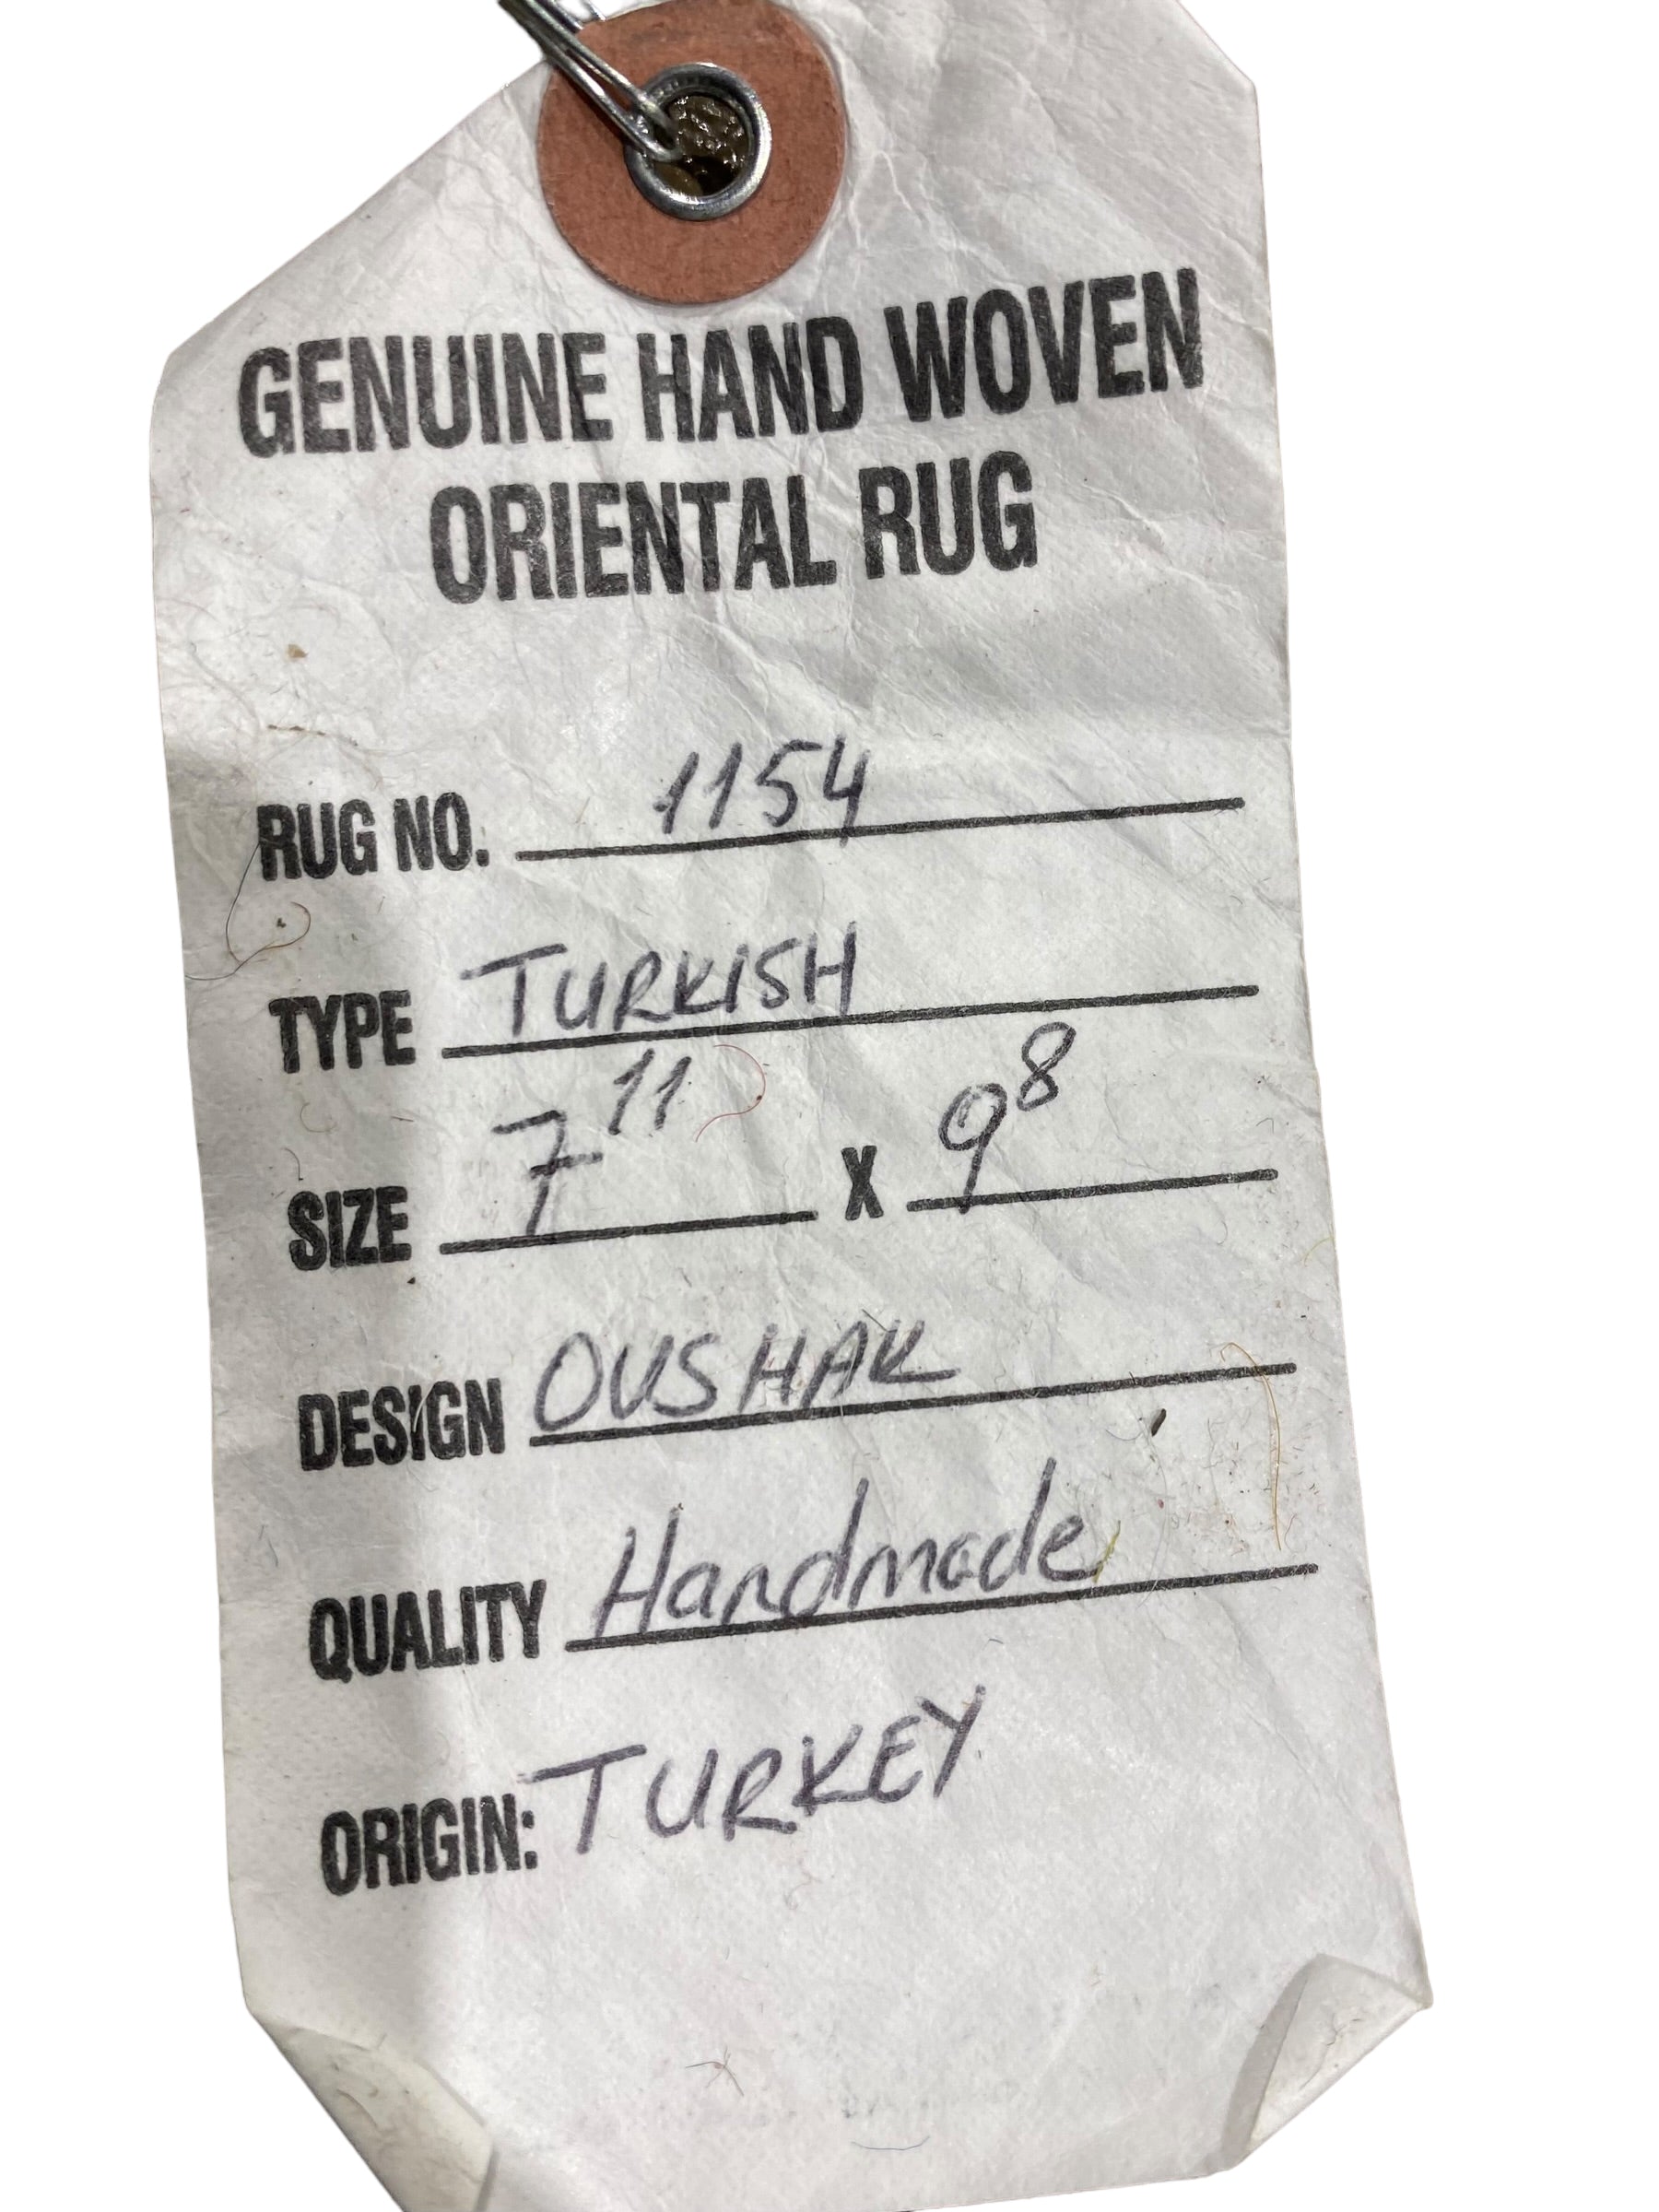 GENUINE HAND WOVEN
ORIENTAL RUG
RUG NO. 1154
TYPE TURKISH
SIZE 7 11 X 9 8
DESIGN OUSHAK
QUALITY Handmade
ORIGIN: TURKEY